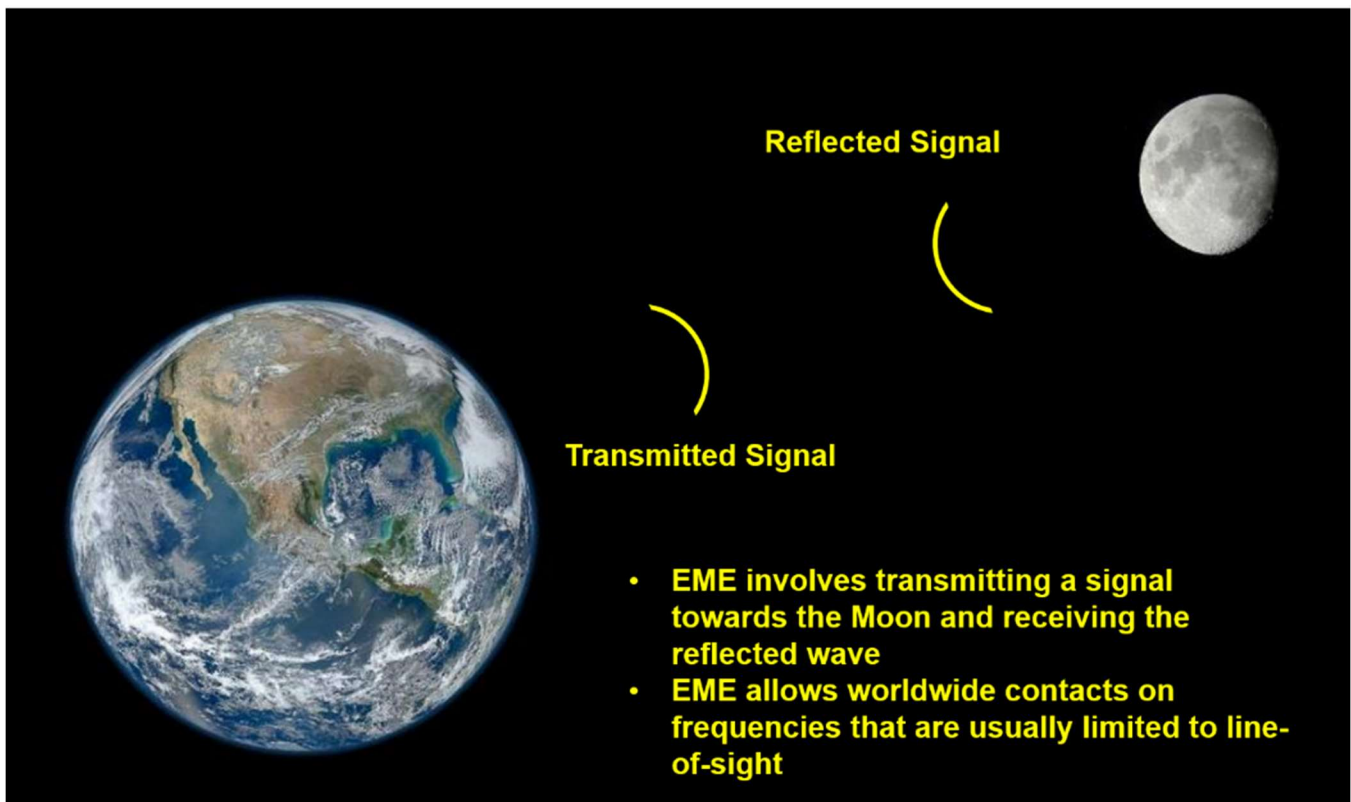 Reflected Signal
Transmitted Signal
• EME involves transmitting a signal
towards the Moon and receiving the
reflected wave
• EME allows worldwide contacts on
frequencies that are usually limited to line-
of-sight